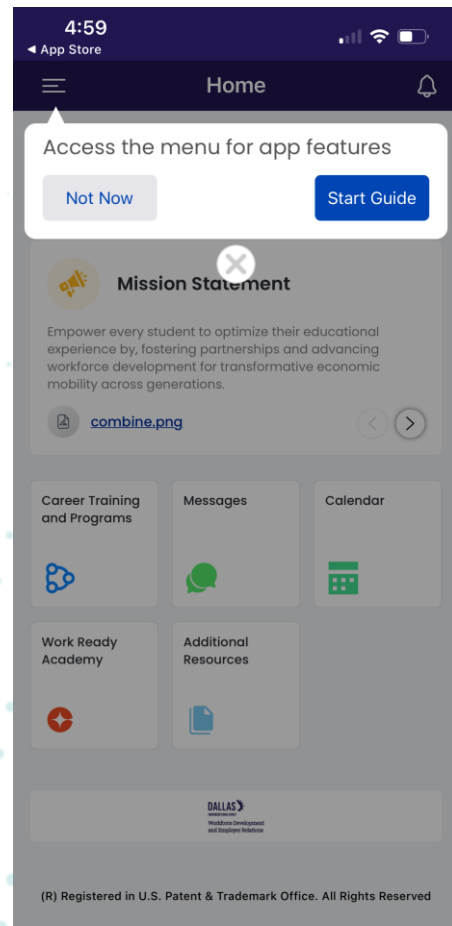 4:59
◀ App Store
Home
Access the menu for app features
Not Now
Start Guide
Mission Statement
Empower every student to optimize their educational
experience by, fostering partnerships and advancing
workforce development for transformative economic
mobility across generations.
combine.png
Career Training
and Programs
Messages
Calendar
Work Ready
Academy
Additional
Resources
DALLAS
Workforce Development
and Employer Relations
(R) Registered in U.S. Patent & Trademark Office. All Rights Reserved